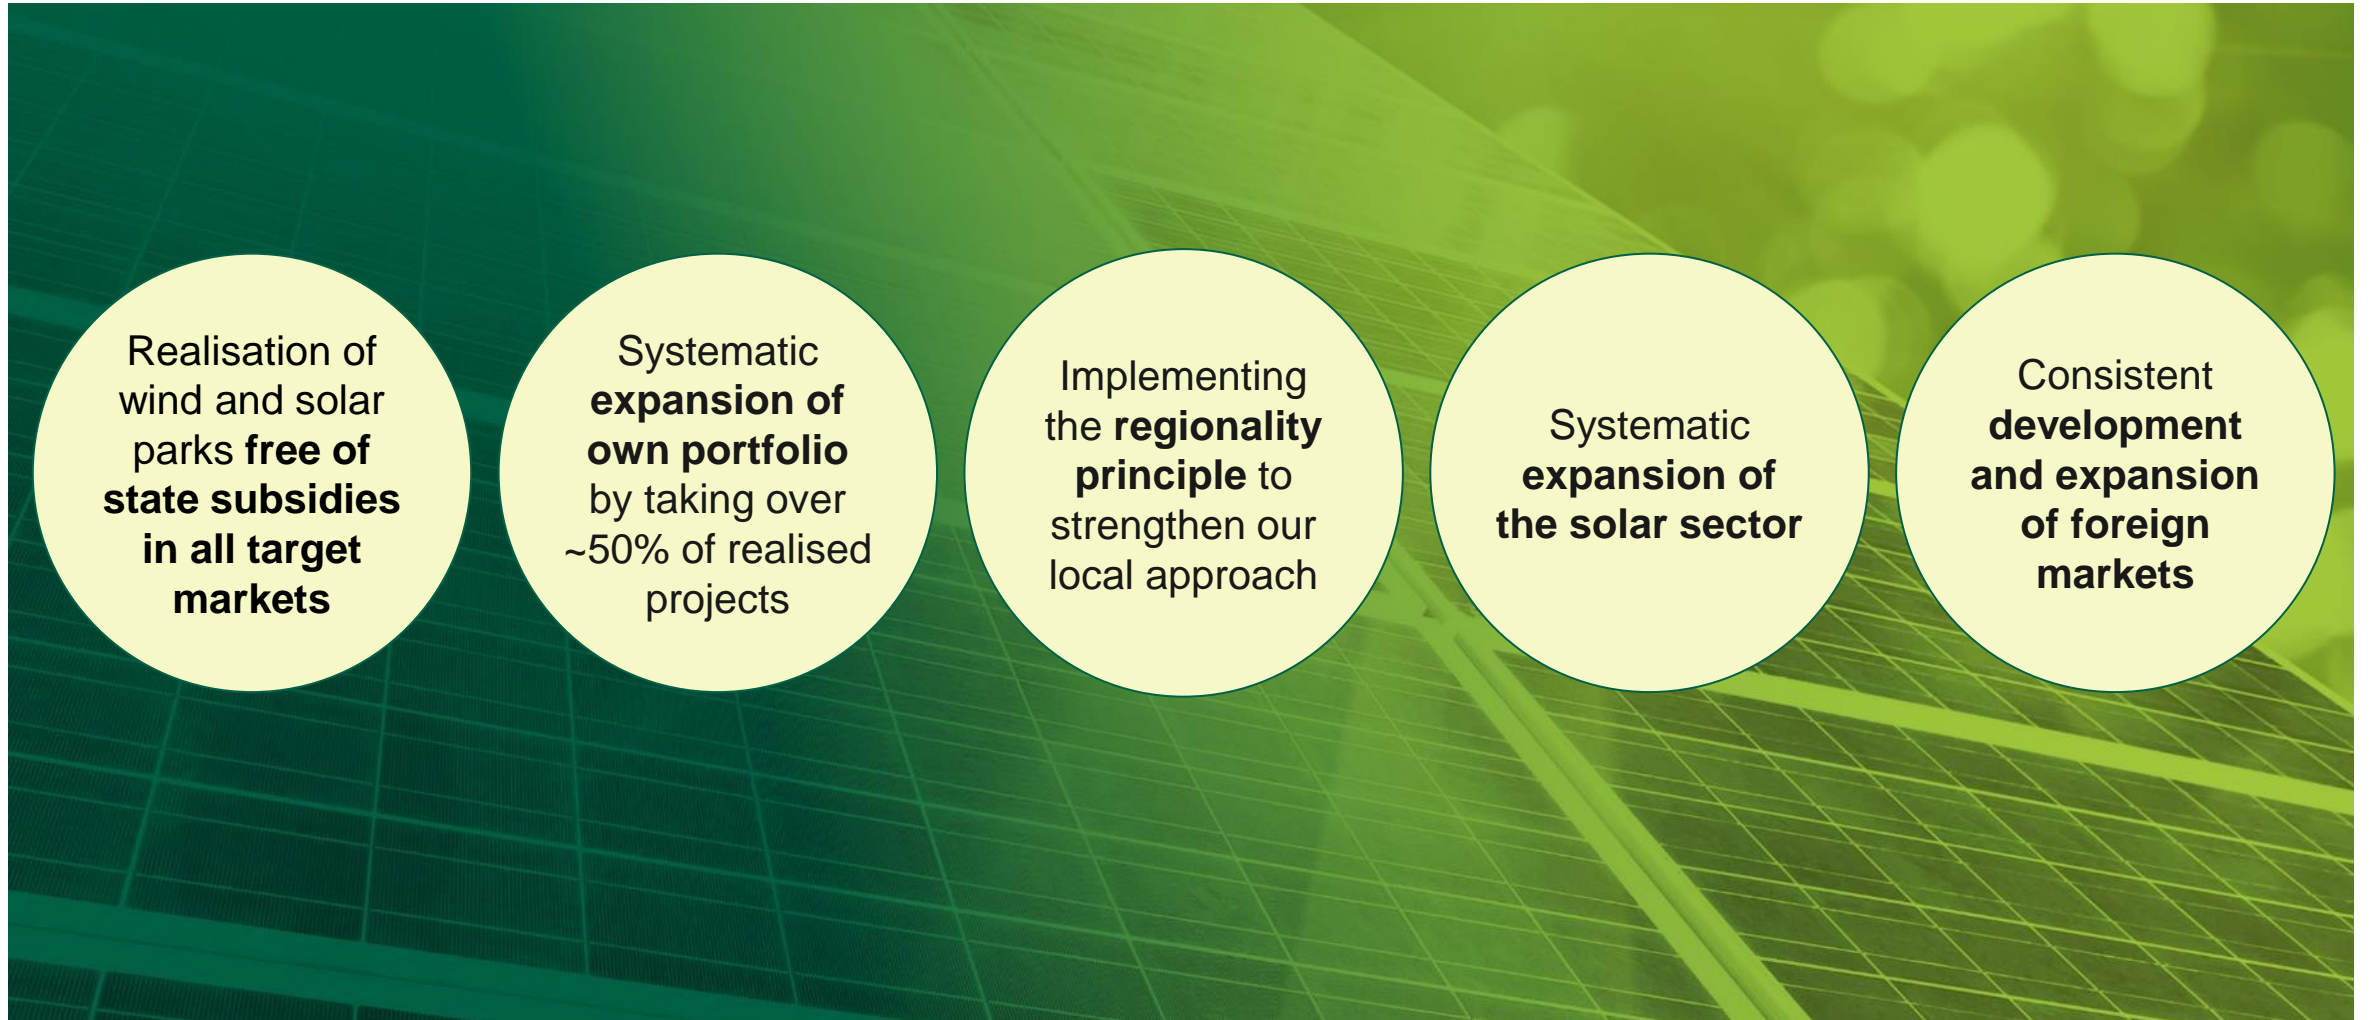 Realisation of
wind and solar
parks free of
state subsidies
in all target
markets
Systematic
expansion of
own portfolio
by taking over
~50% of realised
projects
Implementing
the regionality
principle to
strengthen our
local approach
Systematic
expansion of
the solar sector
Consistent
development
and expansion
of foreign
markets